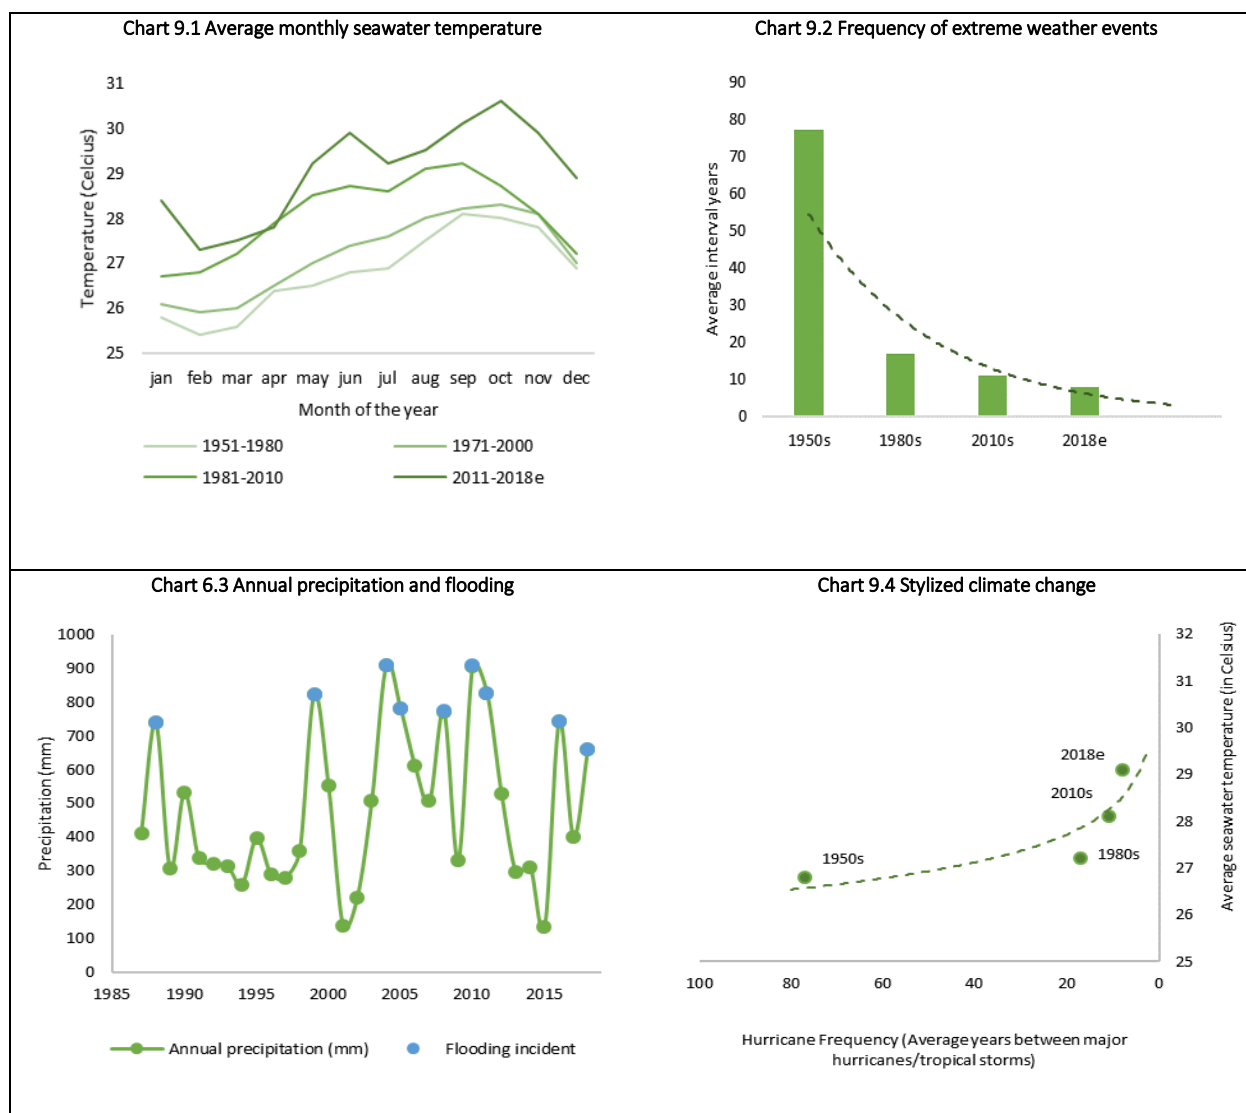 Chart 9.1 Average monthly seawater temperature
31
30
29
28
27
26
25
Temperature (Celcius)
jan feb mar apr may jun jul aug sep oct nov dec
Month of the year
1951-1980 1971-2000
1981-2010 2011-2018e
Chart 9.2 Frequency of extreme weather events
90
80
70
60
50
40
30
20
10
0
Average interval years
1950s 1980s 2010s 2018e
Chart 6.3 Annual precipitation and flooding
1000
900
800
700
600
500
400
300
200
100
0
Precipitation (mm)
1985 1990 1995 2000 2005 2010 2015
Annual precipitation (mm) Flooding incident
Chart 9.4 Stylized climate change
32
31
30
29
28
27
26
25
Average seawater temperature (in Celsius)
2018e
2010s
1980s
1950s
100 80 60 40 20 0
Hurricane Frequency (Average years between major
hurricanes/tropical storms)